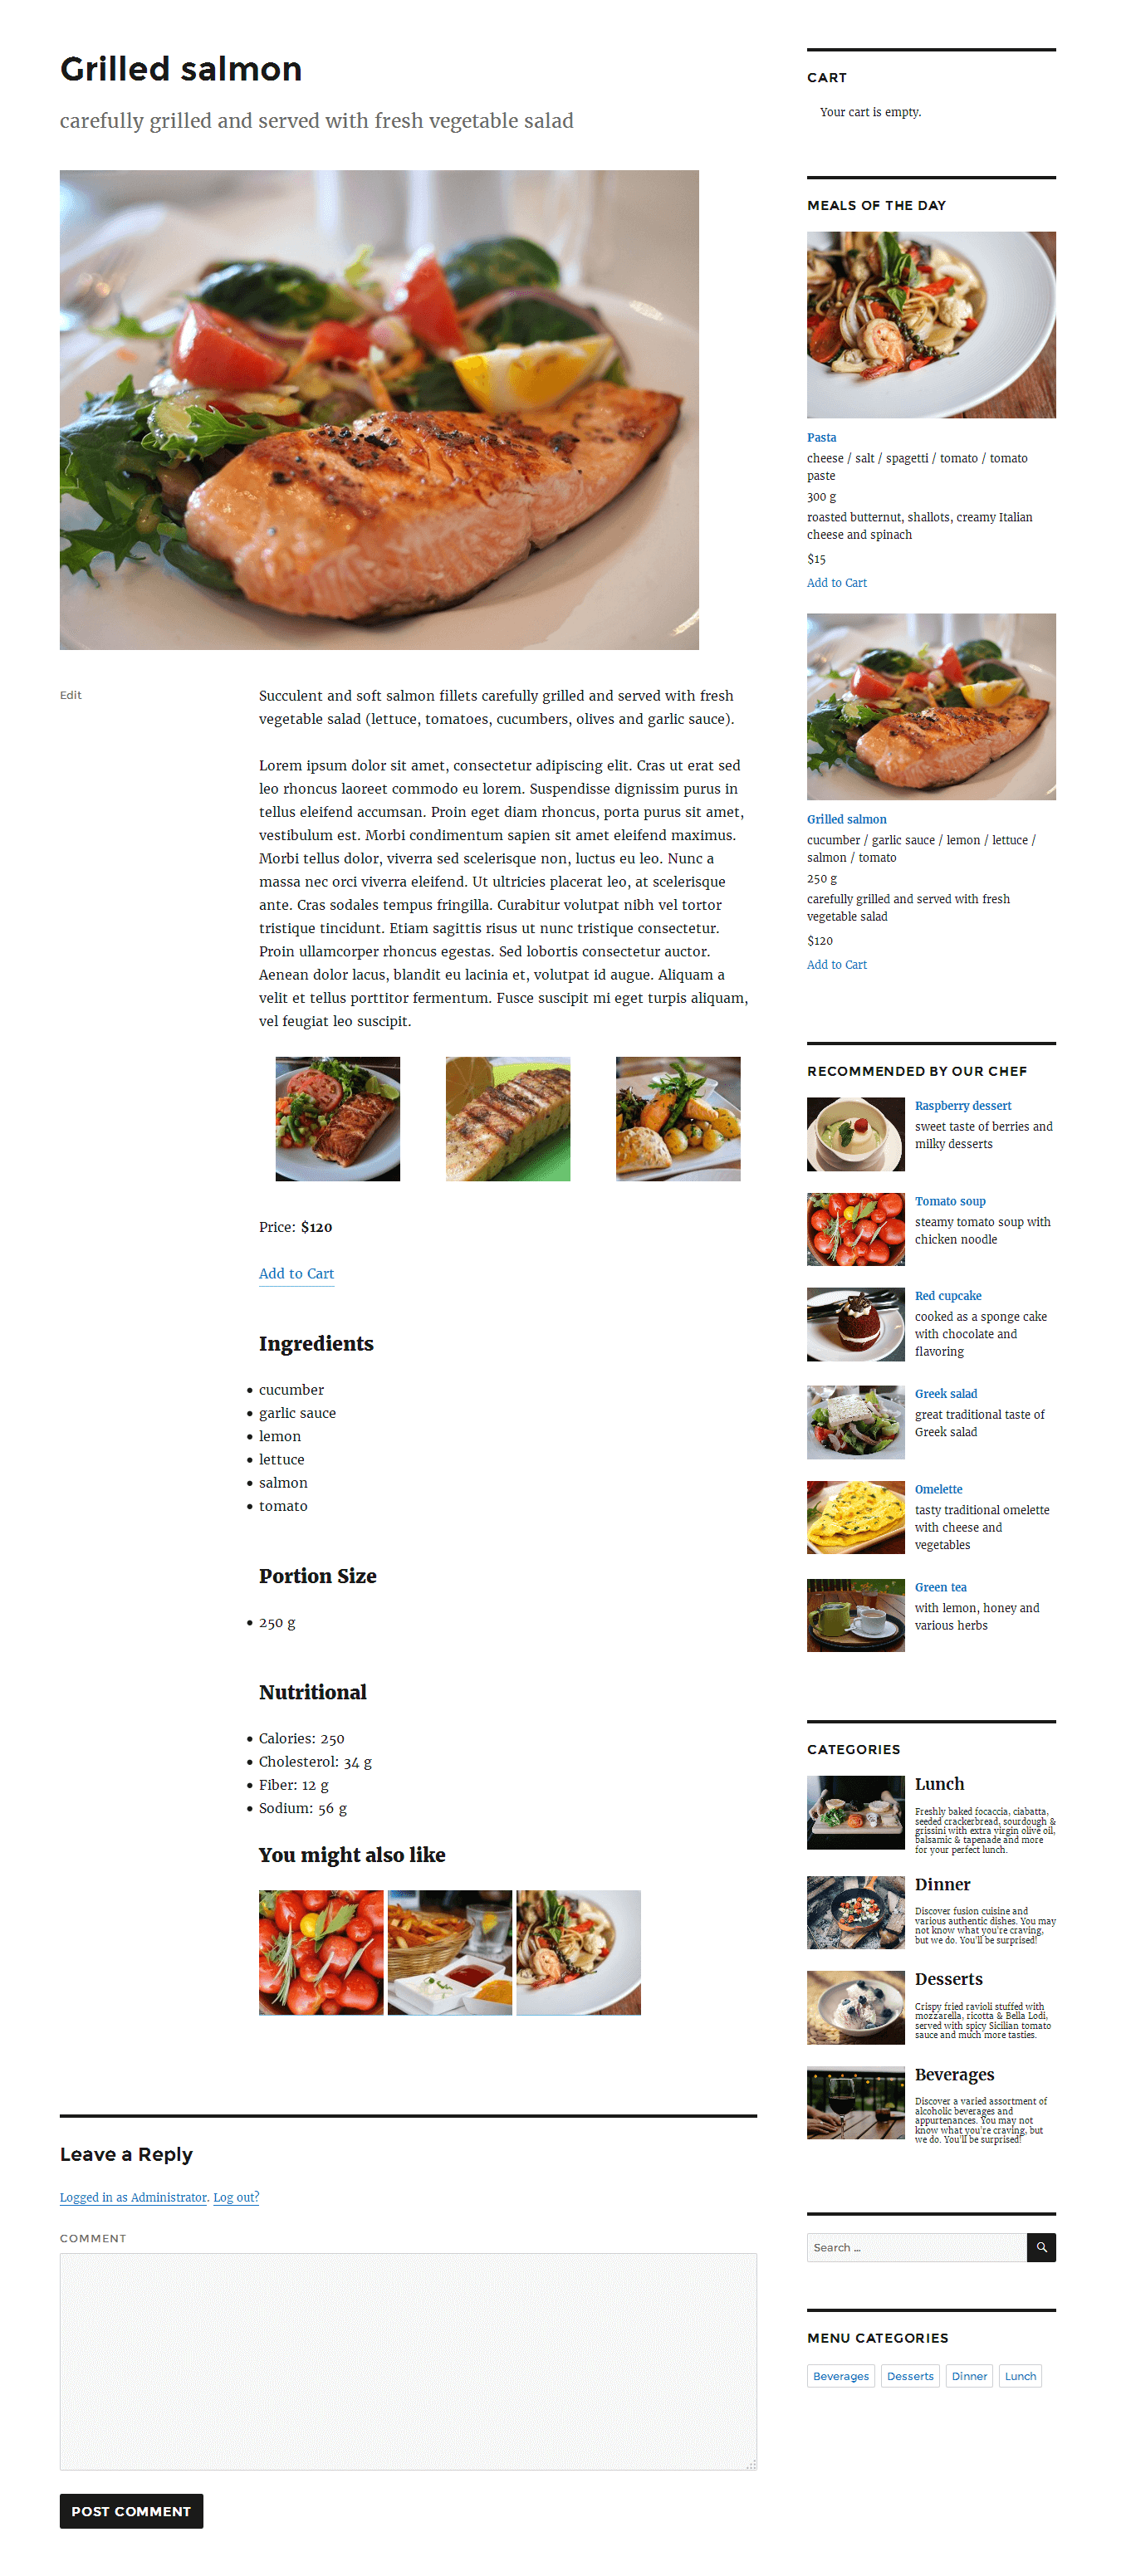 Grilled salmon
carefully grilled and served with fresh vegetable salad
Edit
Succulent and soft salmon fillets carefully grilled and served with fresh
vegetable salad (lettuce, tomatoes, cucumbers, olives and garlic sauce).
Lorem ipsum dolor sit amet, consectetur adipiscing elit. Cras ut erat sed
leo rhoncus laoreet commodo eu lorem. Suspendisse dignissim purus in
tellus eleifend accumsan. Proin eget diam rhoncus, porta purus sit amet,
vestibulum est. Morbi condimentum sapien sit amet eleifend maximus.
Morbi tellus dolor, viverra sed scelerisque non, luctus eu leo. Nunc a
massa nec orci viverra eleifend. Ut ultricies placerat leo, at scelerisque
ante. Cras sodales tempus fringilla. Curabitur volutpat nibh vel tortor
tristique tincidunt. Etiam sagittis risus ut nunc tristique consectetur.
Proin ullamcorper rhoncus egestas. Sed lobortis consectetur auctor.
Aenean dolor lacus, blandit eu lacinia et, volutpat id augue. Aliquam a
velit et tellus porttitor fermentum. Fusce suscipit mi eget turpis aliquam,
vel feugiat leo suscipit.
Price: $120
Add to Cart
Ingredients
• cucumber
• garlic sauce
• lemon
• lettuce
• salmon
• tomato
Portion Size
• 250 g
Nutritional
• Calories: 250
• Cholesterol: 34 g
• Fiber: 12 g
• Sodium: 56 g
You might also like
Leave a Reply
Logged in as Administrator. Log out?
COMMENT
POST COMMENT
CART
Your cart is empty.
MEALS OF THE DAY
Pasta
cheese / salt / spagetti / tomato / tomato
paste
300 g
roasted butternut, shallots, creamy Italian
cheese and spinach
$15
Add to Cart
Grilled salmon
cucumber / garlic sauce / lemon / lettuce /
salmon / tomato
250 g
carefully grilled and served with fresh
vegetable salad
$120
Add to Cart
RECOMMENDED BY OUR CHEF
Raspberry dessert
sweet taste of berries and
milky desserts
Tomato soup
steamy tomato soup with
chicken noodle
Red cupcake
cooked as a sponge cake
with chocolate and
flavoring
Greek salad
great traditional taste of
Greek salad
Omelette
tasty traditional omelette
with cheese and
vegetables
Green tea
with lemon, honey and
various herbs
CATEGORIES
Lunch
Freshly baked focaccia, ciabatta,
seeded crackerbread, sourdough &
grissini with extra virgin olive oil,
balsamic & tapenade and more
for your perfect lunch.
Dinner
Discover fusion cuisine and
various authentic dishes. You may
not know what you're craving,
but we do. You'll be surprised!
Desserts
Crispy fried ravioli stuffed with
mozzarella, ricotta & Bella Lodi,
served with spicy Sicilian tomato
sauce and much more tasties.
Beverages
Discover a varied assortment of
alcoholic beverages and
appurtenances. You may not
know what you're craving, but
we do. You'll be surprised!
Search …
MENU CATEGORIES
Beverages Desserts Dinner Lunch